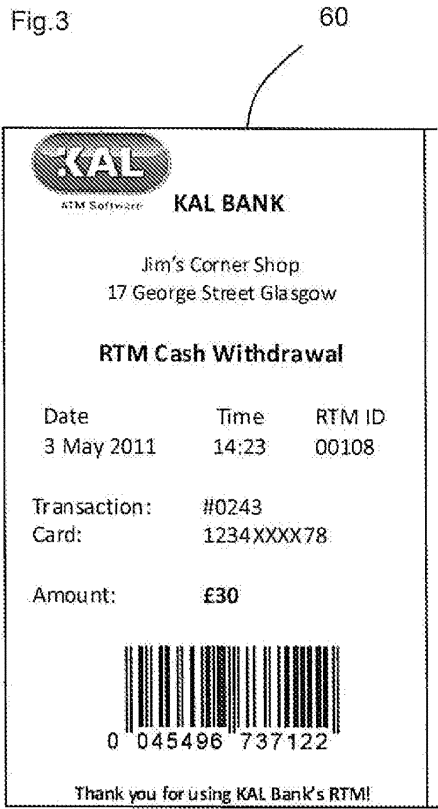 Fig.3
60
KAL
ATM Software
KAL BANK
Jim's Corner Shop
17 George Street Glasgow
RTM Cash Withdrawal
Date Time RTM ID
3 May 2011 14:23 00108
Transaction: #0243
Card: 1234XXXX78
Amount: £30
0 045496 737122
Thank you for using KAL Bank's RTM!